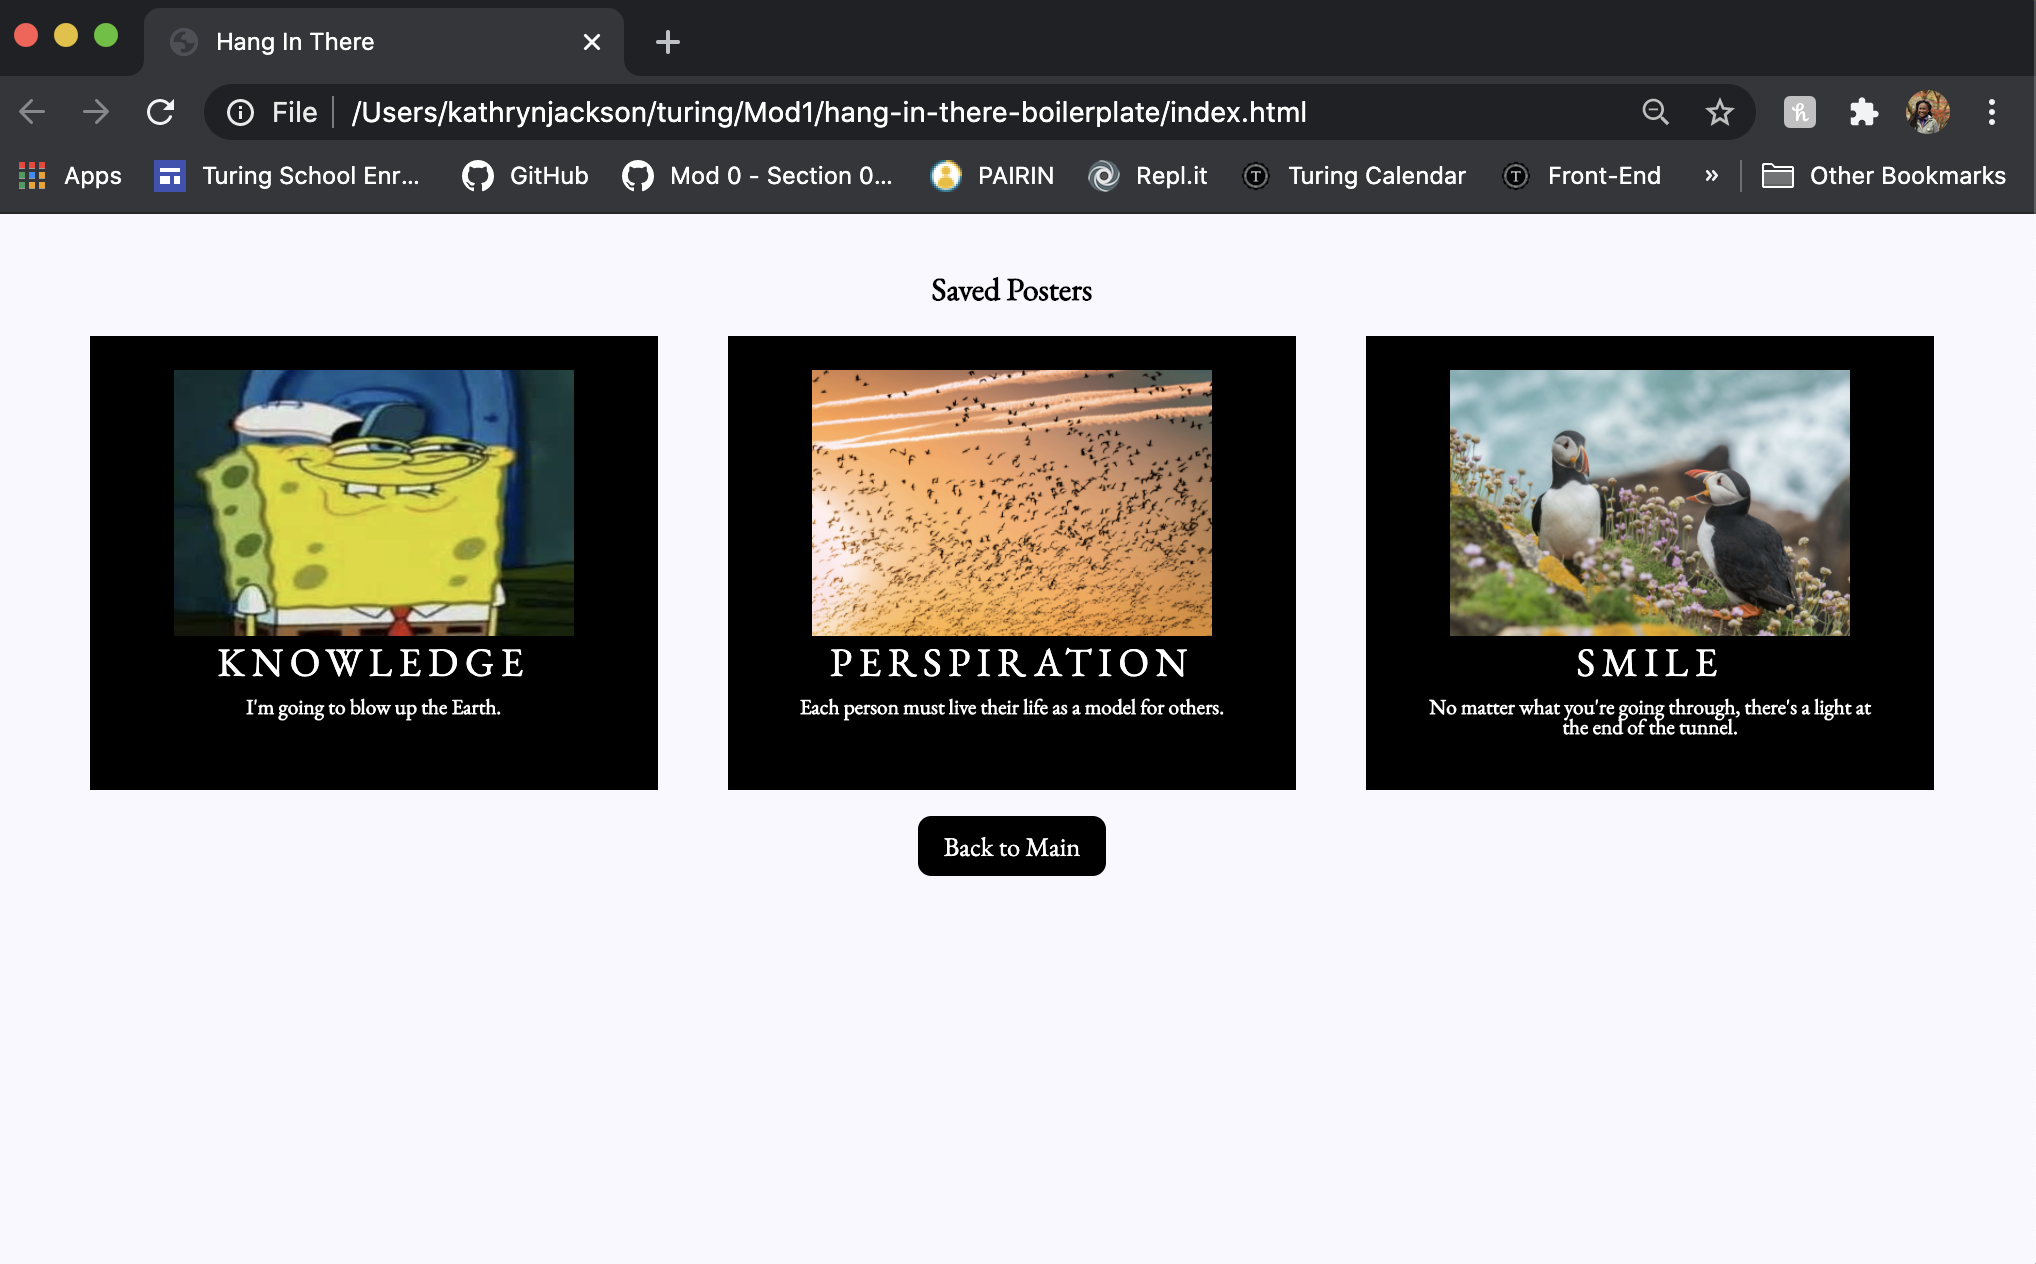 Hang In There
File /Users/kathrynjackson/turing/Mod1/hang-in-there-boilerplate/index.html
Apps Turing School Enr... GitHub Mod 0 - Section 0... PAIRIN Repl.it T Turing Calendar T Front-End » Other Bookmarks
Saved Posters
KNOWLEDGE
I'm going to blow up the Earth.
PERSPIRATION
Each person must live their life as a model for others.
SMILE
No matter what you're going through, there's a light at
the end of the tunnel.
Back to Main